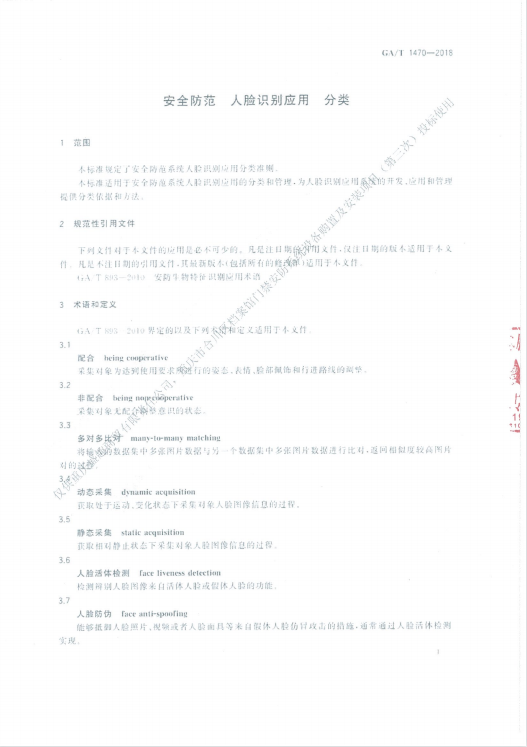 GA/T 1470—2018
安全防范 人脸识别应用 分类
1 范围
本标准规定了安全防范系统人脸识别应用分类准则。
本标准适用于安全防范系统人脸识别应用的分类和管理,为人脸识别应用系统的开发、应用和管理
提供分类依据和方法。
2 规范性引用文件
下列文件对于本文件的应用是必不可少的。凡是注日期的引用文件,仅注日期的版本适用于本文
件。凡是不注日期的引用文件,其最新版本(包括所有的修改单)适用于本文件。
GA/T 893—2010 安防生物特征识别应用术语
3 术语和定义
GA/T 893—2010 界定的以及下列术语和定义适用于本文件。
3.1
配合 being cooperative
采集对象为达到使用要求所进行的姿态、表情、脸部佩饰和行进路线的调整。
3.2
非配合 being noncooperative
采集对象无配合调整意识的状态。
3.3
多对多比对 many-to-many matching
将给定的数据集中多张图片数据与另一个数据集中多张图片数据进行比对,返回相似度较高图片
对的过程。
3.4
动态采集 dynamic acquisition
获取处于运动、变化状态下采集对象人脸图像信息的过程。
3.5
静态采集 static acquisition
获取相对静止状态下采集对象人脸图像信息的过程。
3.6
人脸活体检测 face liveness detection
检测辨别人脸图像来自活体人脸或假体人脸的功能。
3.7
人脸防伪 face anti-spoofing
能够抵御人脸照片、视频或者人脸面具等来自假体人脸仿冒攻击的措施,通常通过人脸活体检测
实现。
1